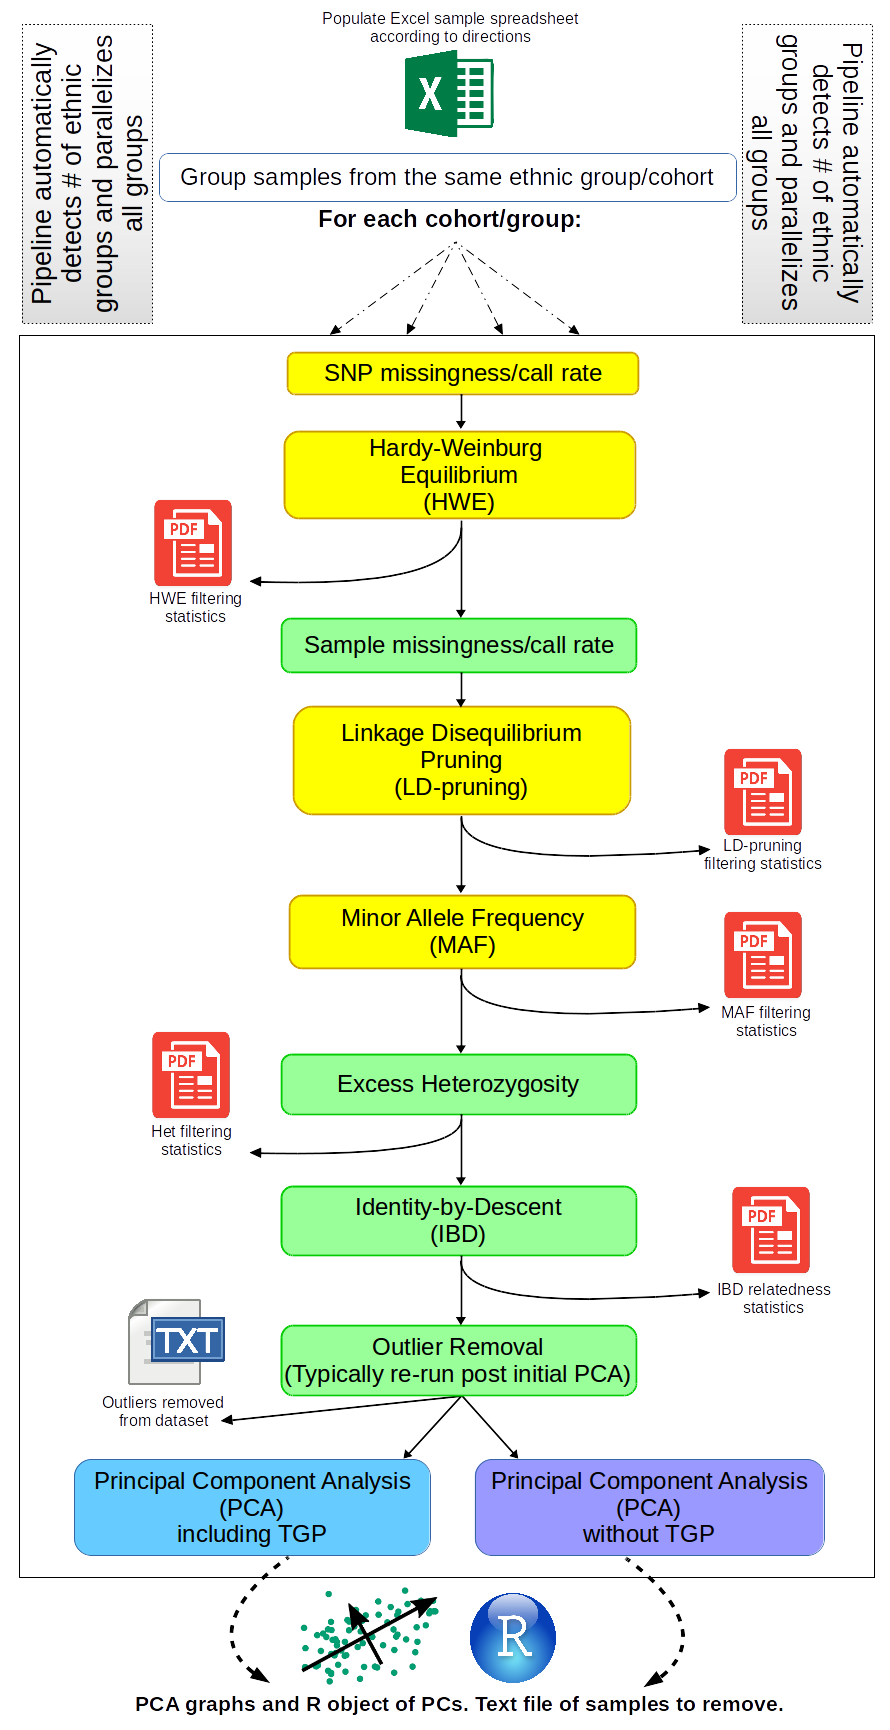 Populate Excel sample spreadsheet
according to directions
Pipeline automatically
detects # of ethnic
groups and parallelizes
all groups
X
Pipeline automatically
detects # of ethnic
groups and parallelizes
all groups
Group samples from the same ethnic group/cohort
For each cohort/group:
SNP missingness/call rate
Hardy-Weinburg
Equilibrium
(HWE)
PDF
HWE filtering
statistics
Sample missingness/call rate
Linkage Disequilibrium
Pruning
(LD-pruning)
PDF
LD-pruning
filtering statistics
Minor Allele Frequency
(MAF)
PDF
MAF filtering
statistics
PDF
Het filtering
statistics
Excess Heterozygosity
Identity-by-Descent
(IBD)
PDF
IBD relatedness
statistics
TXT
Outliers removed
from dataset
Outlier Removal
(Typically re-run post initial PCA)
Principal Component Analysis
(PCA)
including TGP
Principal Component Analysis
(PCA)
without TGP
R
PCA graphs and R object of PCs. Text file of samples to remove.